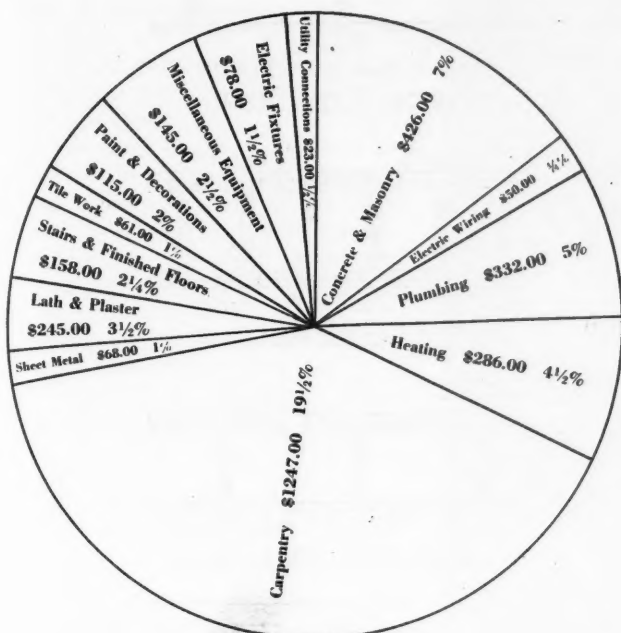 Utility Connections $23.00 ½%
Electric Fixtures
$78.00 1½%
Miscellaneous Equipment
$145.00 2½%
Paint & Decorations
$115.00 2%
Tile Work $61.00 1%
Stairs & Finished Floors
$158.00 2¼%
Lath & Plaster
$245.00 3½%
Sheet Metal $68.00 1%
Concrete & Masonry $426.00 7%
Electric Wiring $50.00
Plumbing $332.00 5%
Heating $286.00 4½%
Carpentry $1247.00 19½%